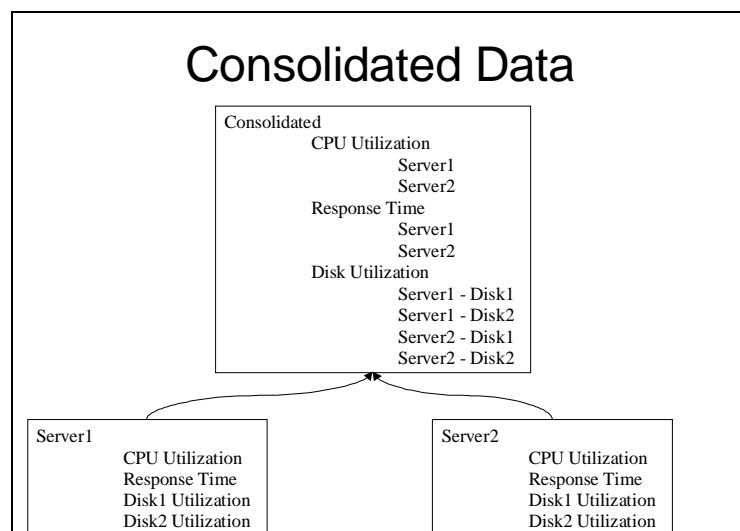 Consolidated Data
Consolidated
CPU Utilization
Server1
Server2
Response Time
Server1
Server2
Disk Utilization
Server1 - Disk1
Server1 - Disk2
Server2 - Disk1
Server2 - Disk2
Server1
CPU Utilization
Response Time
Disk1 Utilization
Disk2 Utilization
Server2
CPU Utilization
Response Time
Disk1 Utilization
Disk2 Utilization